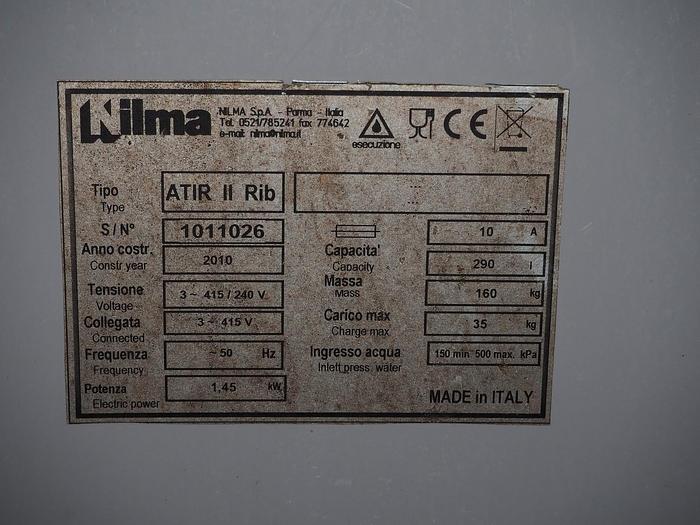 Nilma
NILMA S.p.A. - Parma - Italia
Tel. 0521/785241 fax 774642
e-mail: nilma@nilma.it
esecuzione
CE
Tipo ATIR II Rib
Type
S / N° 1011026 10 A
Anno costr. 2010 Capacita' 290 l
Constr year Capacity
Tensione 3 ~ 415 / 240 V Massa 160 kg
Voltage Mass
Collegata 3 ~ 415 V Carico max 35 kg
Connected Charge max
Frequenza ~ 50 Hz Ingresso acqua 150 min. 500 max. kPa
Frequency Inlett press. water
Potenza 1,45 kW
Electric power
MADE in ITALY